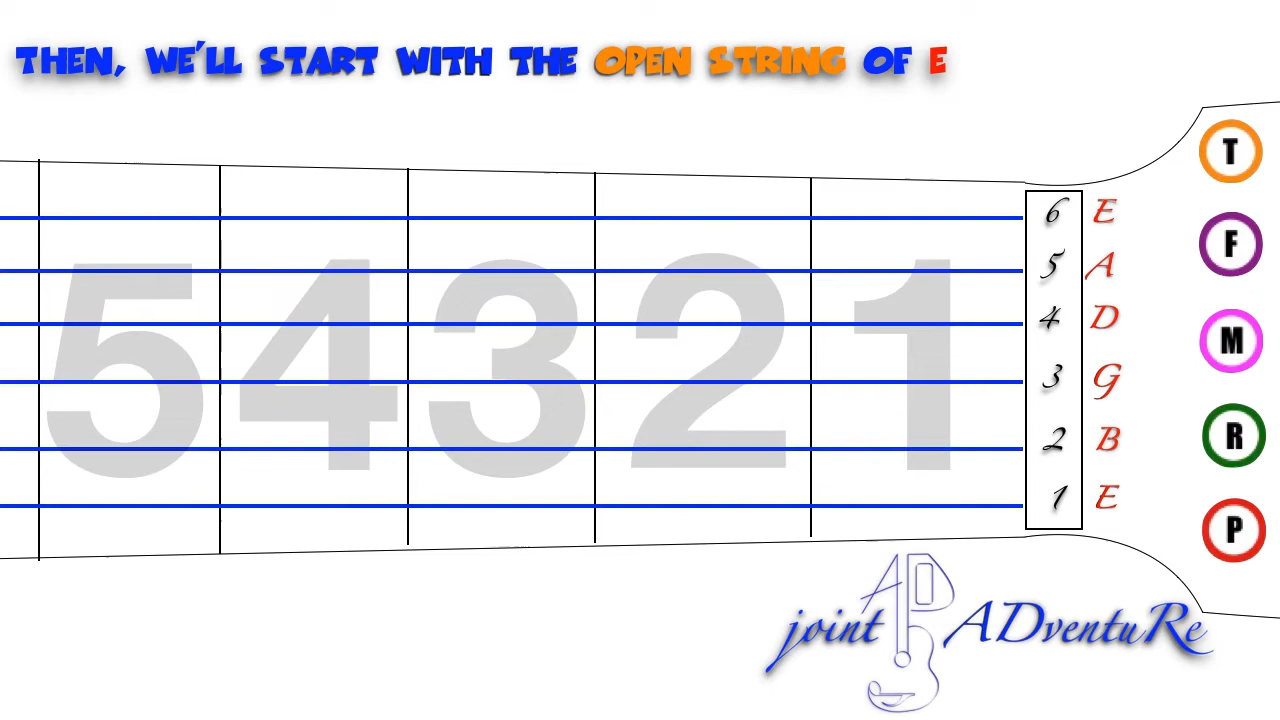 THEN, WE'LL START WITH THE OPEN STRING OF E
T
6 E
F
5 A
4 D
M
3 G
R
2 B
1 E
P
5 4 3 2 1
AD
joint ADventuRe